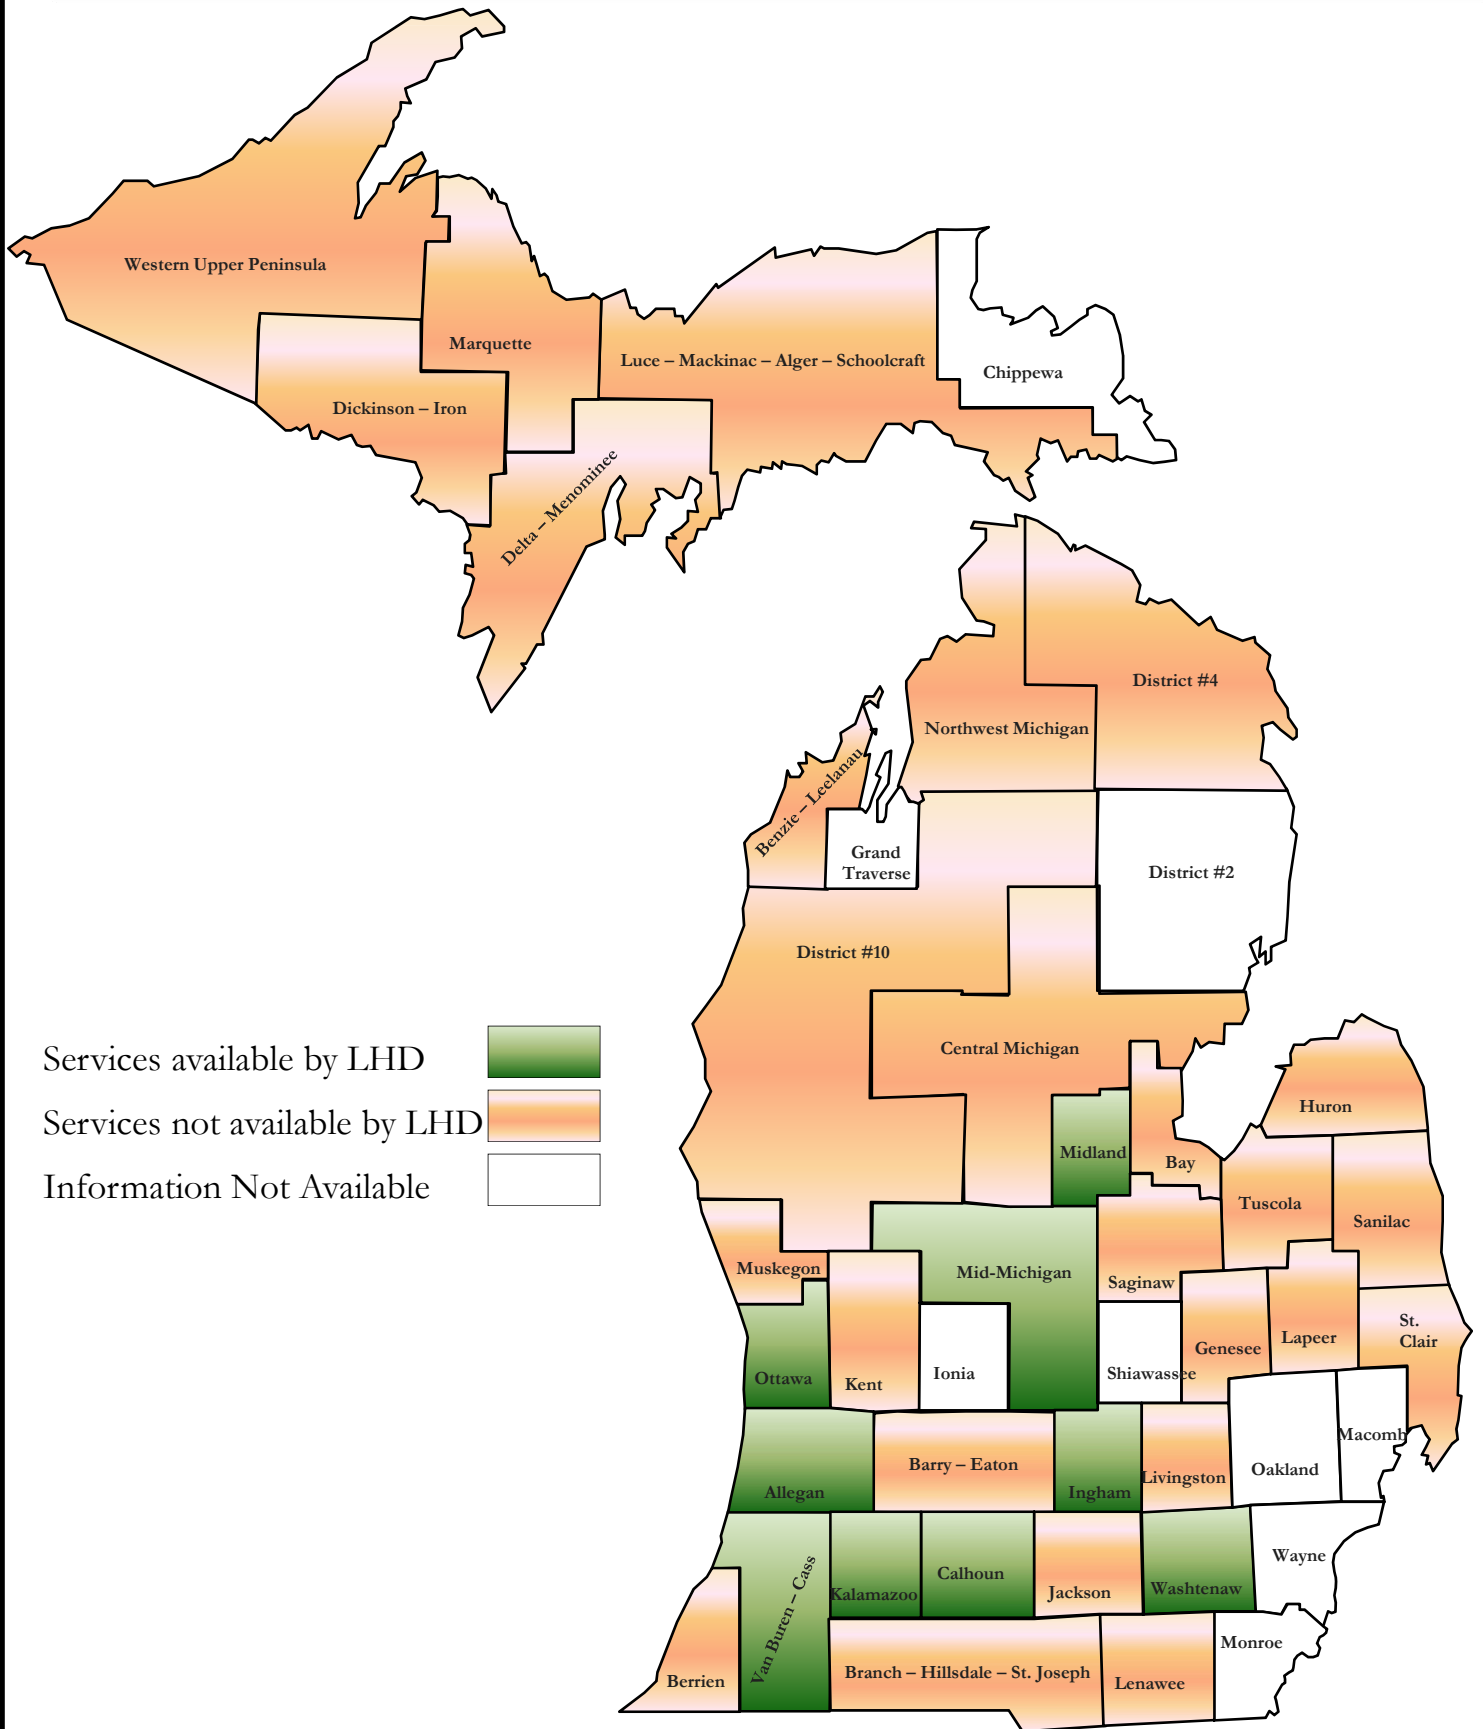 Western Upper Peninsula
Marquette
Luce – Mackinac – Alger – Schoolcraft
Chippewa
Dickinson – Iron
Delta – Menominee
District #4
Northwest Michigan
Benzie – Leelanau
Grand
Traverse
District #2
District #10
Central Michigan
Services available by LHD
Services not available by LHD
Information Not Available
Huron
Midland
Bay
Tuscola
Sanilac
Muskegon
Mid-Michigan
Saginaw
St.
Clair
Lapeer
Genesee
Ottawa
Kent
Ionia
Shiawassee
Macomb
Oakland
Barry – Eaton
Livingston
Allegan
Ingham
Wayne
Van Buren – Cass
Kalamazoo
Calhoun
Jackson
Washtenaw
Monroe
Berrien
Branch – Hillsdale – St. Joseph
Lenawee